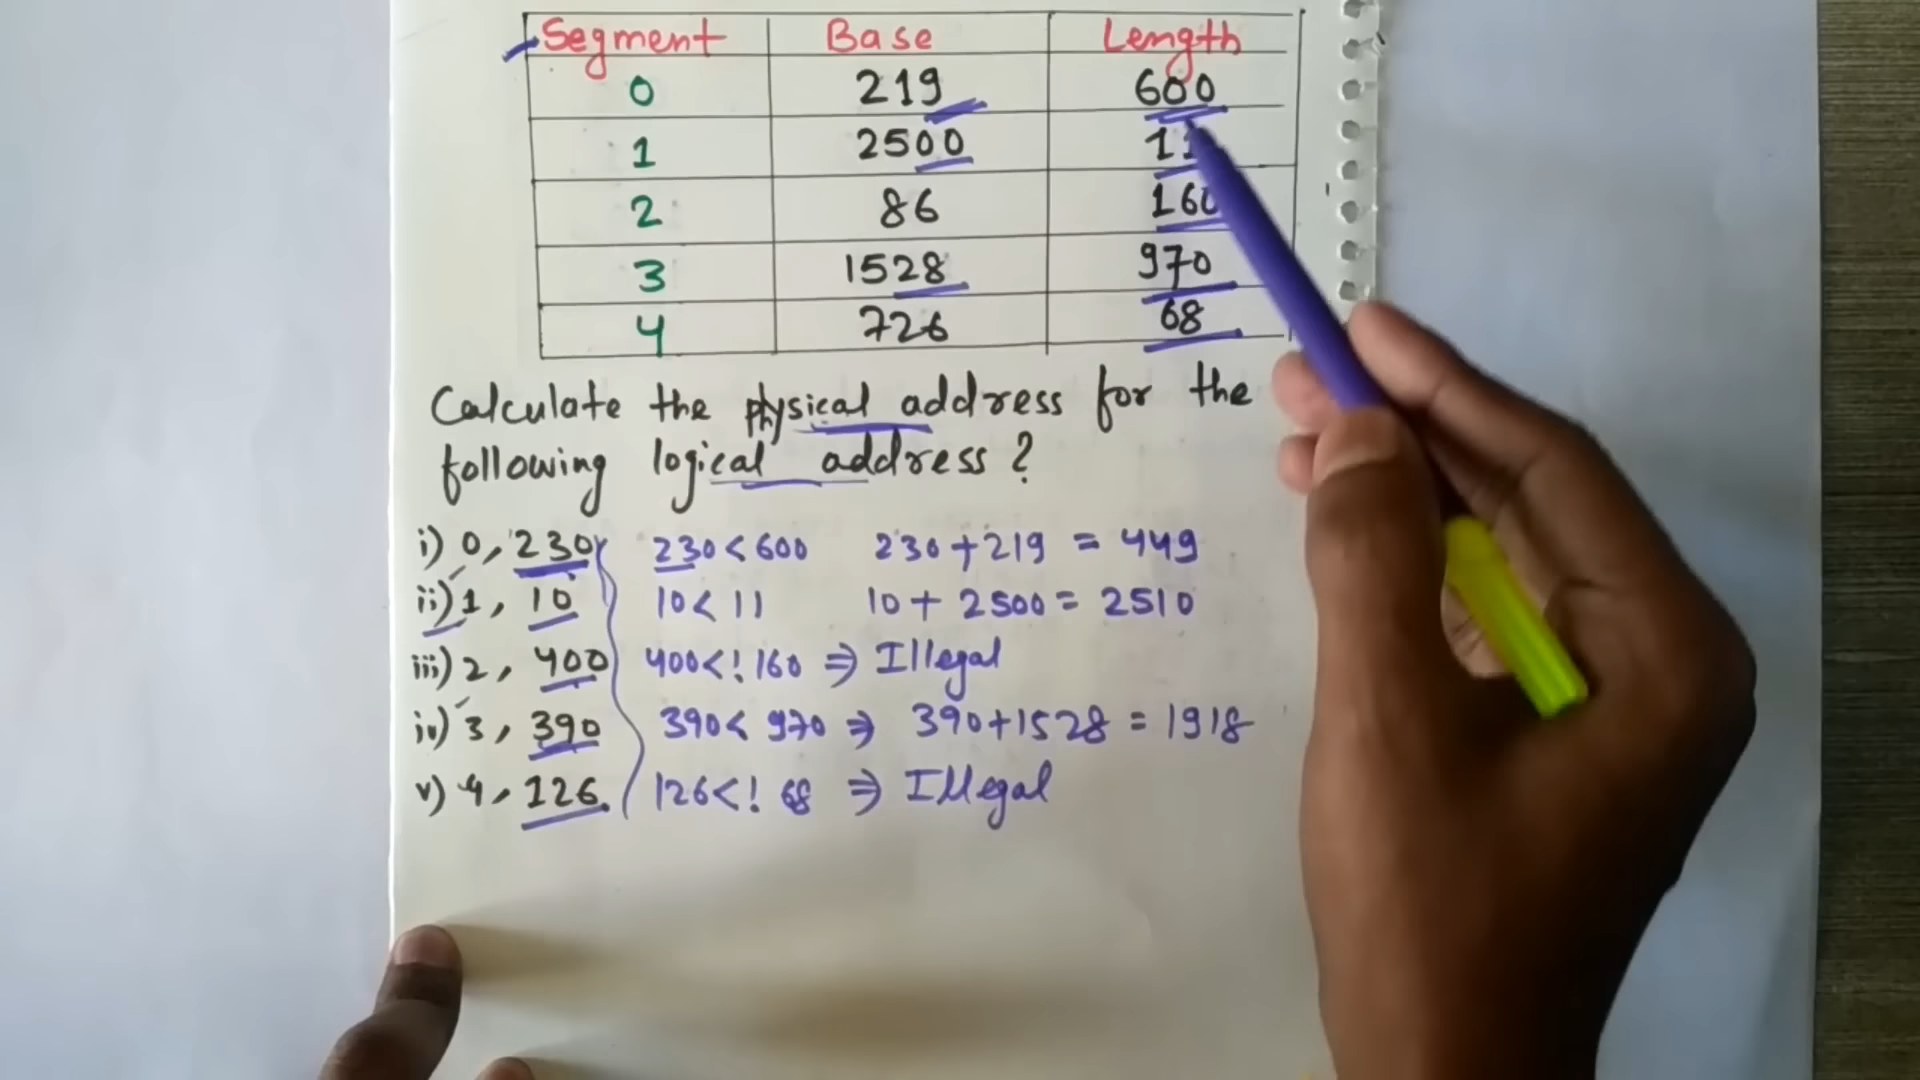 Segment Base Length
0 219 600
1 2500 11
2 86 160
3 1528 970
4 726 68
Calculate the physical address for the
following logical address ?
i) 0, 230 230 < 600 230 + 219 = 449
ii) 1, 10 10 < 11 10 + 2500 = 2510
iii) 2, 400 400 <! 160 ⇒ Illegal
iv) 3, 390 390 < 970 ⇒ 390 + 1528 = 1918
v) 4, 126. 126 <! 68 ⇒ Illegal